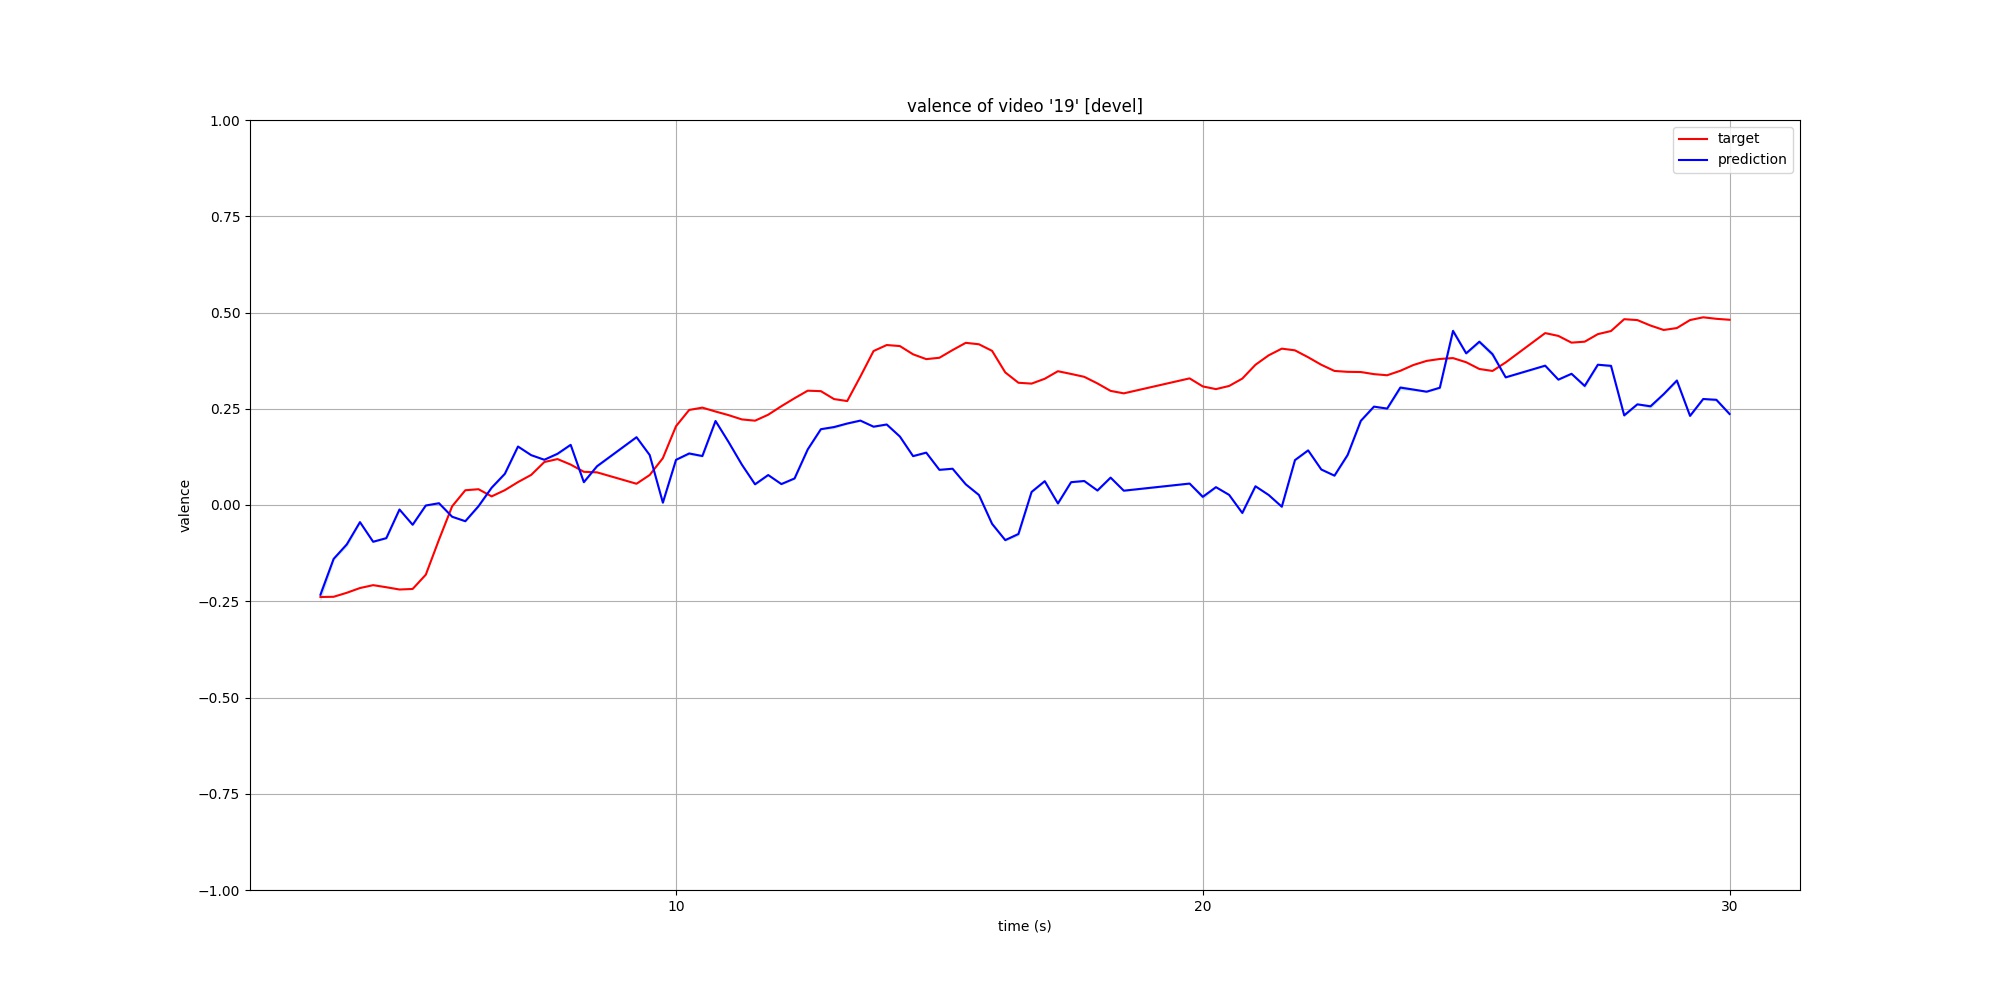 valence of video '19' [devel]
target
prediction
1.00
0.75
0.50
0.25
0.00
−0.25
−0.50
−0.75
−1.00
valence
10
20
30
time (s)